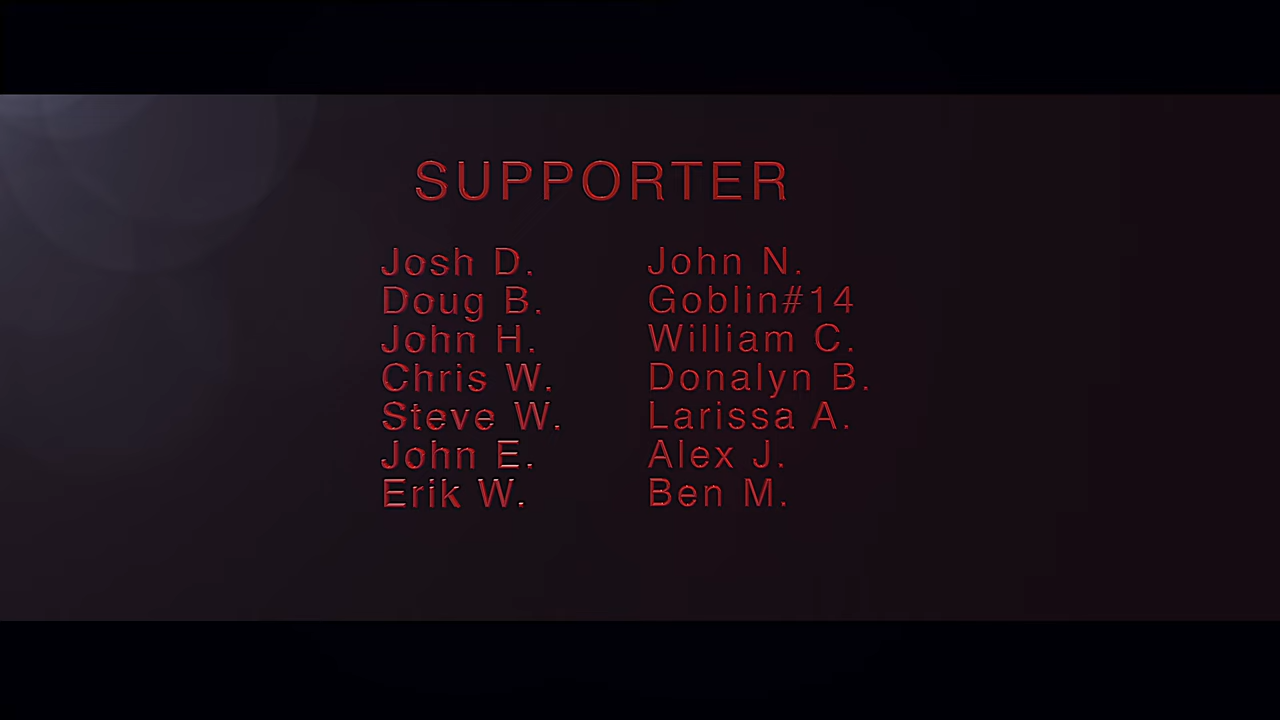 SUPPORTER
Josh D.
Doug B.
John H.
Chris W.
Steve W.
John E.
Erik W.
John N.
Goblin#14
William C.
Donalyn B.
Larissa A.
Alex J.
Ben M.